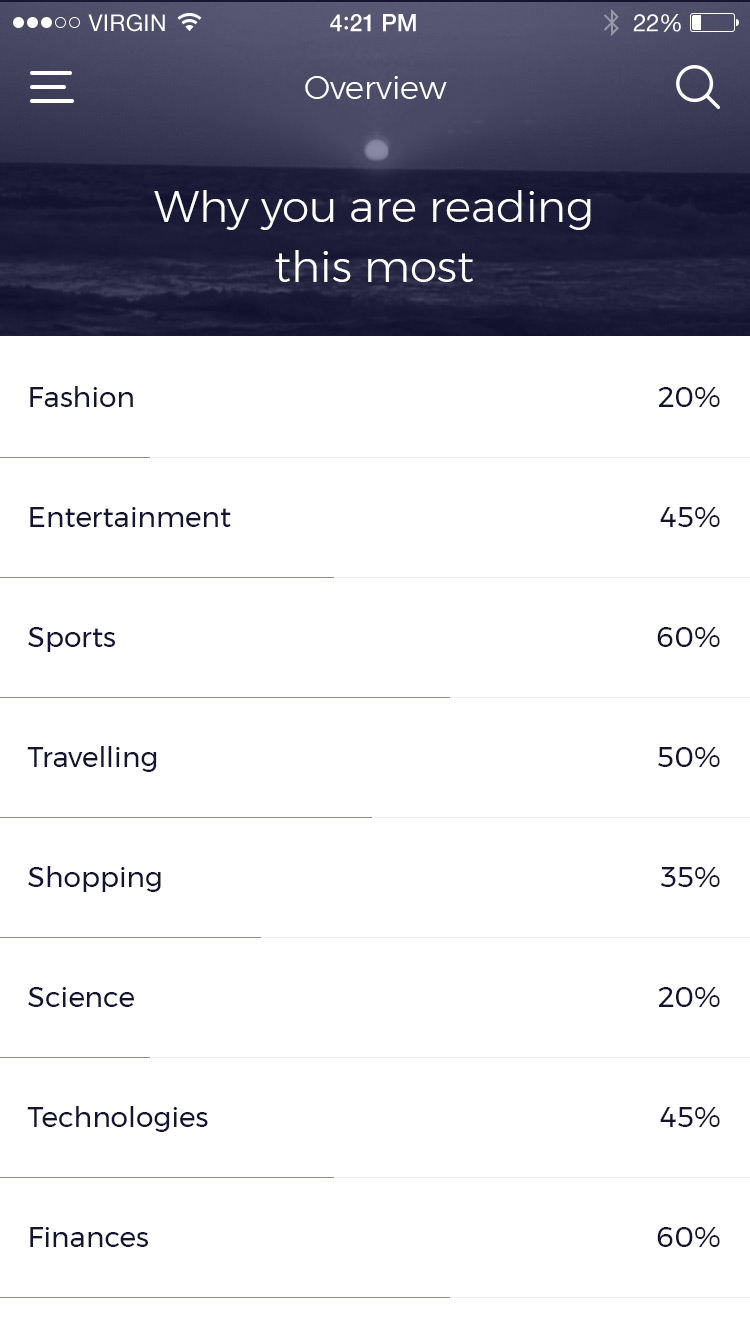 VIRGIN 4:21 PM 22%
Overview
Why you are reading
this most
Fashion 20%
Entertainment 45%
Sports 60%
Travelling 50%
Shopping 35%
Science 20%
Technologies 45%
Finances 60%